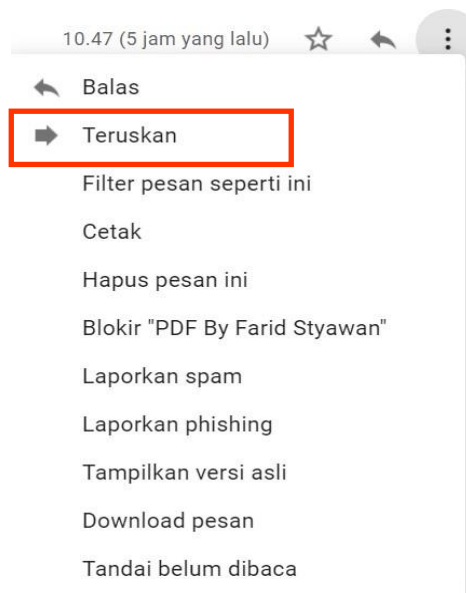 10.47 (5 jam yang lalu)
Balas
Teruskan
Filter pesan seperti ini
Cetak
Hapus pesan ini
Blokir "PDF By Farid Styawan"
Laporkan spam
Laporkan phishing
Tampilkan versi asli
Download pesan
Tandai belum dibaca